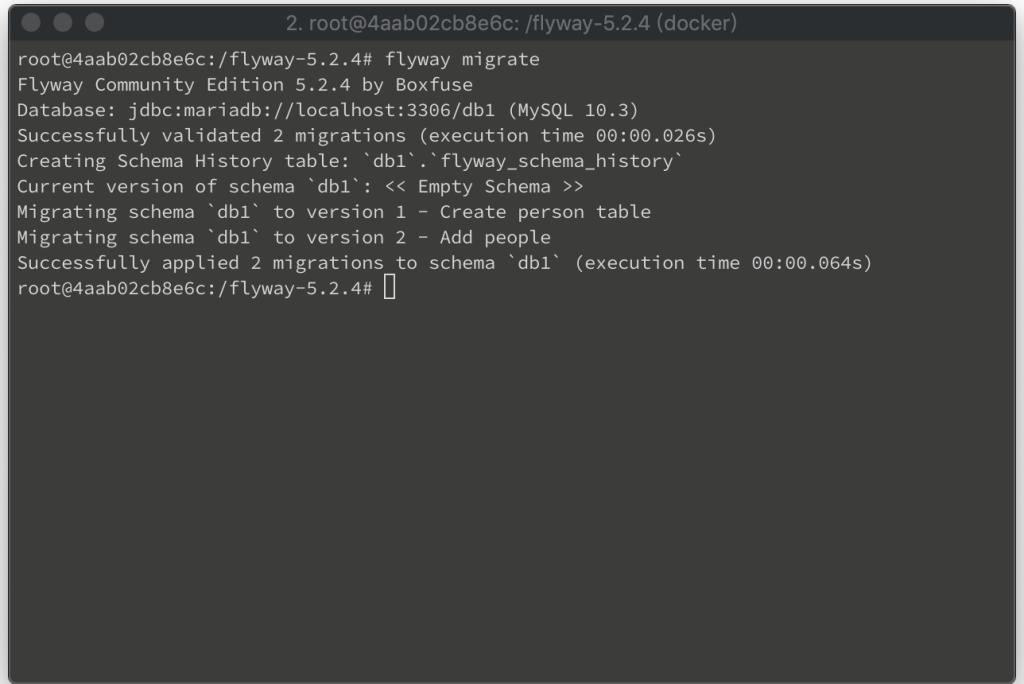 2. root@4aab02cb8e6c: /flyway-5.2.4 (docker)
root@4aab02cb8e6c:/flyway-5.2.4# flyway migrate
Flyway Community Edition 5.2.4 by Boxfuse
Database: jdbc:mariadb://localhost:3306/db1 (MySQL 10.3)
Successfully validated 2 migrations (execution time 00:00.026s)
Creating Schema History table: `db1`.`flyway_schema_history`
Current version of schema `db1`: << Empty Schema >>
Migrating schema `db1` to version 1 - Create person table
Migrating schema `db1` to version 2 - Add people
Successfully applied 2 migrations to schema `db1` (execution time 00:00.064s)
root@4aab02cb8e6c:/flyway-5.2.4#